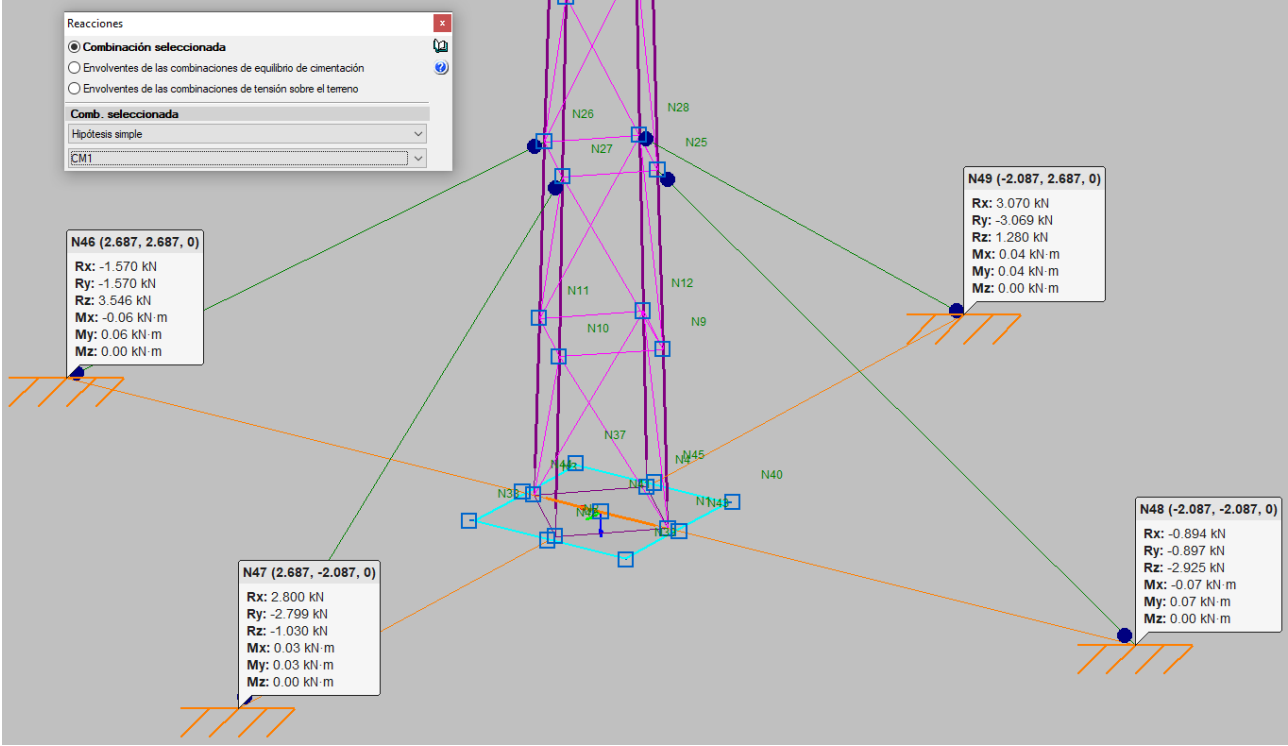 Reacciones
x
Combinación seleccionada
Envolventes de las combinaciones de equilibrio de cimentación
Envolventes de las combinaciones de tensión sobre el terreno
Comb. seleccionada
Hipótesis simple
CM1
N26
N28
N27
N25
N49 (-2.087, 2.687, 0)
Rx: 3.070 kN
Ry: -3.069 kN
Rz: 1.280 kN
Mx: 0.04 kN·m
My: 0.04 kN·m
Mz: 0.00 kN·m
N46 (2.687, 2.687, 0)
Rx: -1.570 kN
Ry: -1.570 kN
Rz: 3.546 kN
Mx: -0.06 kN·m
My: 0.06 kN·m
Mz: 0.00 kN·m
N11
N12
N10
N9
N37
N45
N40
N38
N1
N48 (-2.087, -2.087, 0)
Rx: -0.894 kN
Ry: -0.897 kN
Rz: -2.925 kN
Mx: -0.07 kN·m
My: 0.07 kN·m
Mz: 0.00 kN·m
N47 (2.687, -2.087, 0)
Rx: 2.800 kN
Ry: -2.799 kN
Rz: -1.030 kN
Mx: 0.03 kN·m
My: 0.03 kN·m
Mz: 0.00 kN·m